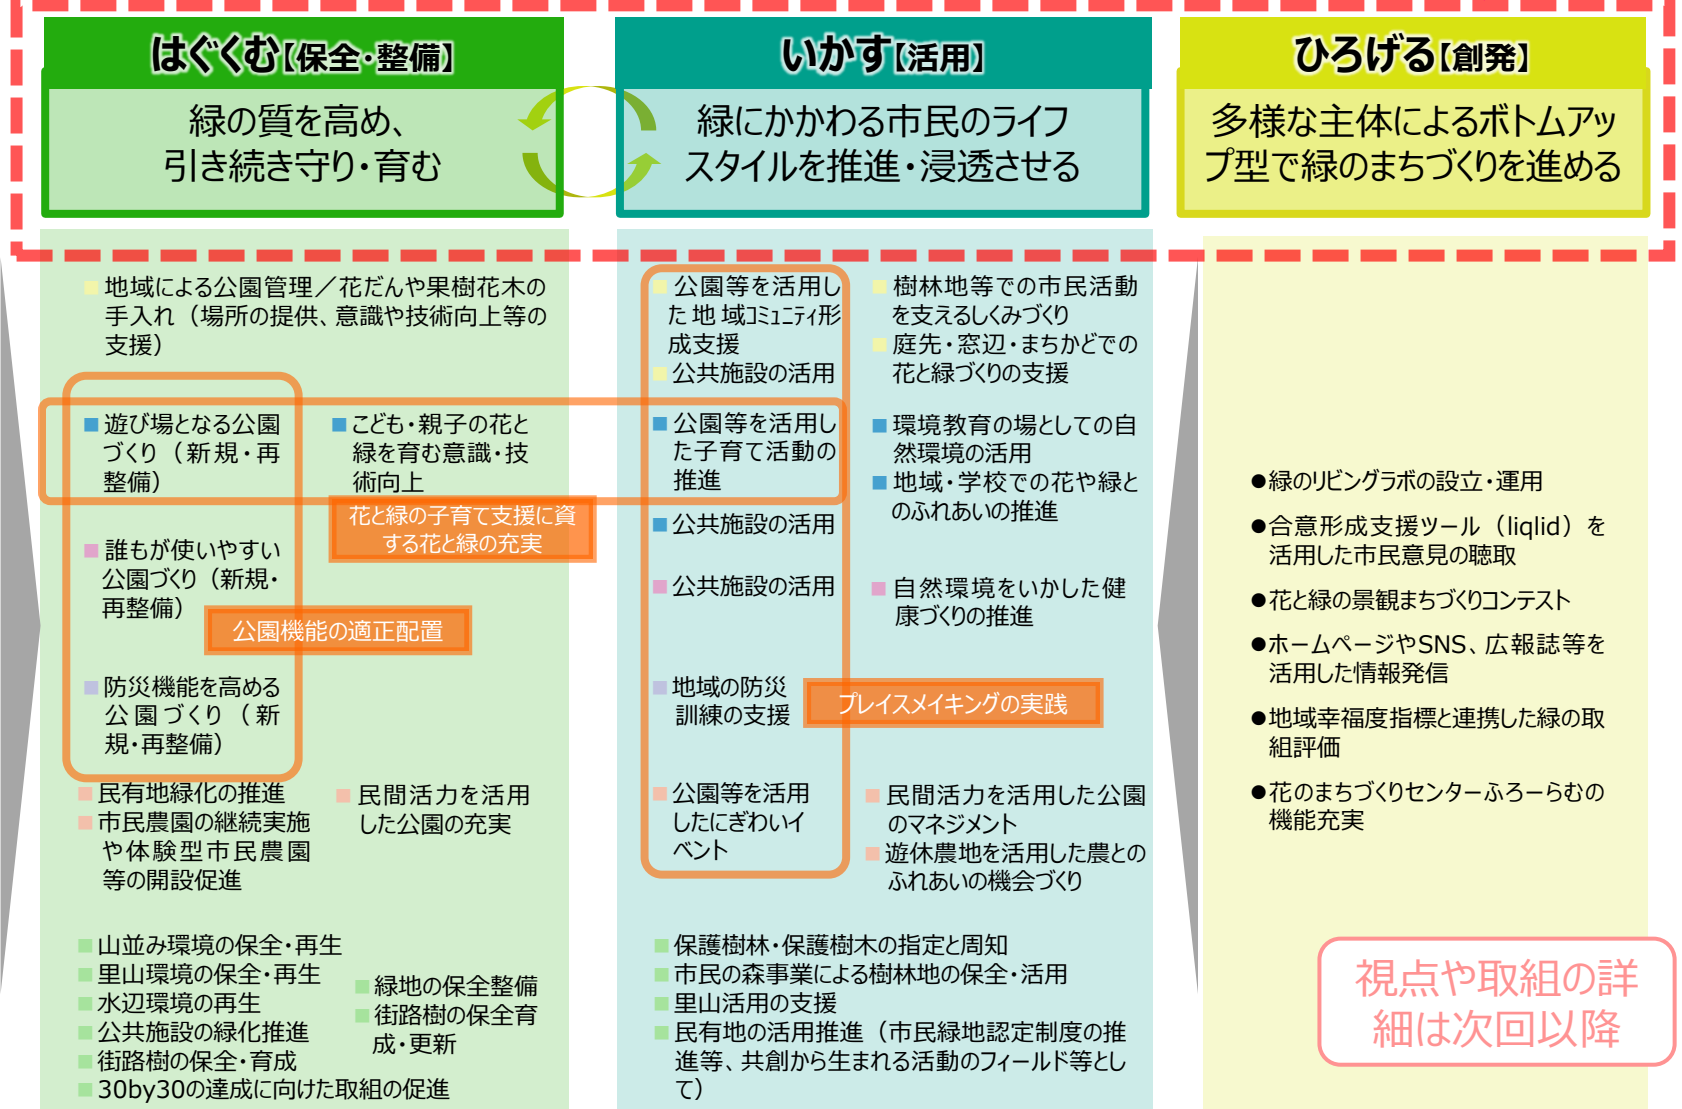 はぐくむ【保全・整備】
緑の質を高め、
引き続き守り・育む
いかす【活用】
緑にかかわる市民のライフ
スタイルを推進・浸透させる
ひろげる【創発】
多様な主体によるボトムアッ
プ型で緑のまちづくりを進める
地域による公園管理／花だんや果樹花木の
手入れ（場所の提供、意識や技術向上等の
支援）
遊び場となる公園
づくり（新規・再
整備）
こども・親子の花と
緑を育む意識・技
術向上
花と緑の子育て支援に資
する花と緑の充実
誰もが使いやすい
公園づくり（新規・
再整備）
公園機能の適正配置
防災機能を高める
公園づくり（新
規・再整備）
民有地緑化の推進
市民農園の継続実施
や体験型市民農園
等の開設促進
民間活力を活用
した公園の充実
山並み環境の保全・再生
里山環境の保全・再生
水辺環境の再生
公共施設の緑化推進
街路樹の保全・育成
30by30の達成に向けた取組の促進
緑地の保全整備
街路樹の保全育
成・更新
公園等を活用し
た地域コミュニティ形
成支援
公共施設の活用
樹林地等での市民活動
を支えるしくみづくり
庭先・窓辺・まちかどでの
花と緑づくりの支援
公園等を活用し
た子育て活動の
推進
公共施設の活用
環境教育の場としての自
然環境の活用
地域・学校での花や緑と
のふれあいの推進
公共施設の活用
自然環境をいかした健
康づくりの推進
地域の防災
訓練の支援
プレイスメイキングの実践
公園等を活用
したにぎわいイ
ベント
民間活力を活用した公園
のマネジメント
遊休農地を活用した農との
ふれあいの機会づくり
保護樹林・保護樹木の指定と周知
市民の森事業による樹林地の保全・活用
里山活用の支援
民有地の活用推進（市民緑地認定制度の推
進等、共創から生まれる活動のフィールド等とし
て）
●緑のリビングラボの設立・運用
●合意形成支援ツール（liqlid）を
活用した市民意見の聴取
●花と緑の景観まちづくりコンテスト
●ホームページやSNS、広報誌等を
活用した情報発信
●地域幸福度指標と連携した緑の取
組評価
●花のまちづくりセンターふろーらむの
機能充実
視点や取組の詳
細は次回以降